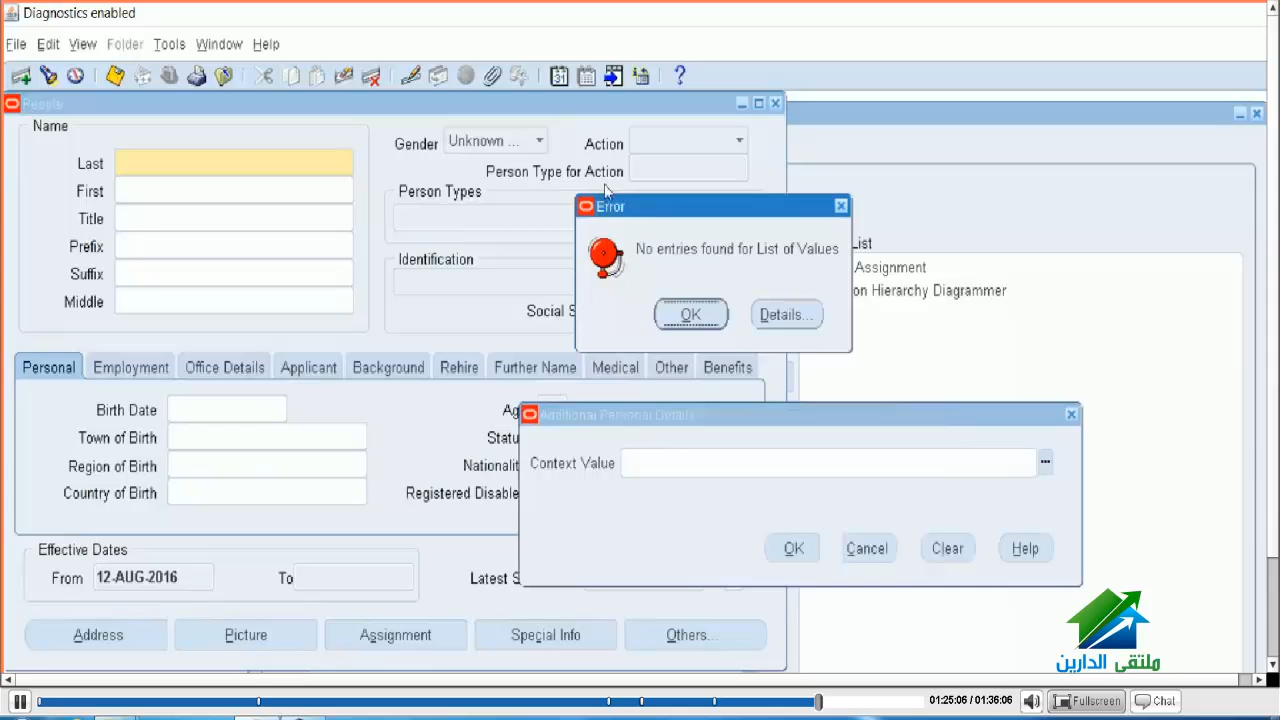 Diagnostics enabled
File Edit View Folder Tools Window Help
People
Name
Last
First
Title
Prefix
Suffix
Middle
Gender Unknown ... Action
Person Type for Action
Person Types
Identification
Social S
Error
No entries found for List of Values
OK Details...
List
Assignment
on Hierarchy Diagrammer
Personal Employment Office Details Applicant Background Rehire Further Name Medical Other Benefits
Birth Date
Town of Birth
Region of Birth
Country of Birth
Ag
Statu
Nationalit
Registered Disable
Additional Personal Details
Context Value
OK Cancel Clear Help
Effective Dates
From 12-AUG-2016 To
Latest S
Address Picture Assignment Special Info Others...
ملتقى الدارين
01:25:06 / 01:36:06 Fullscreen Chat